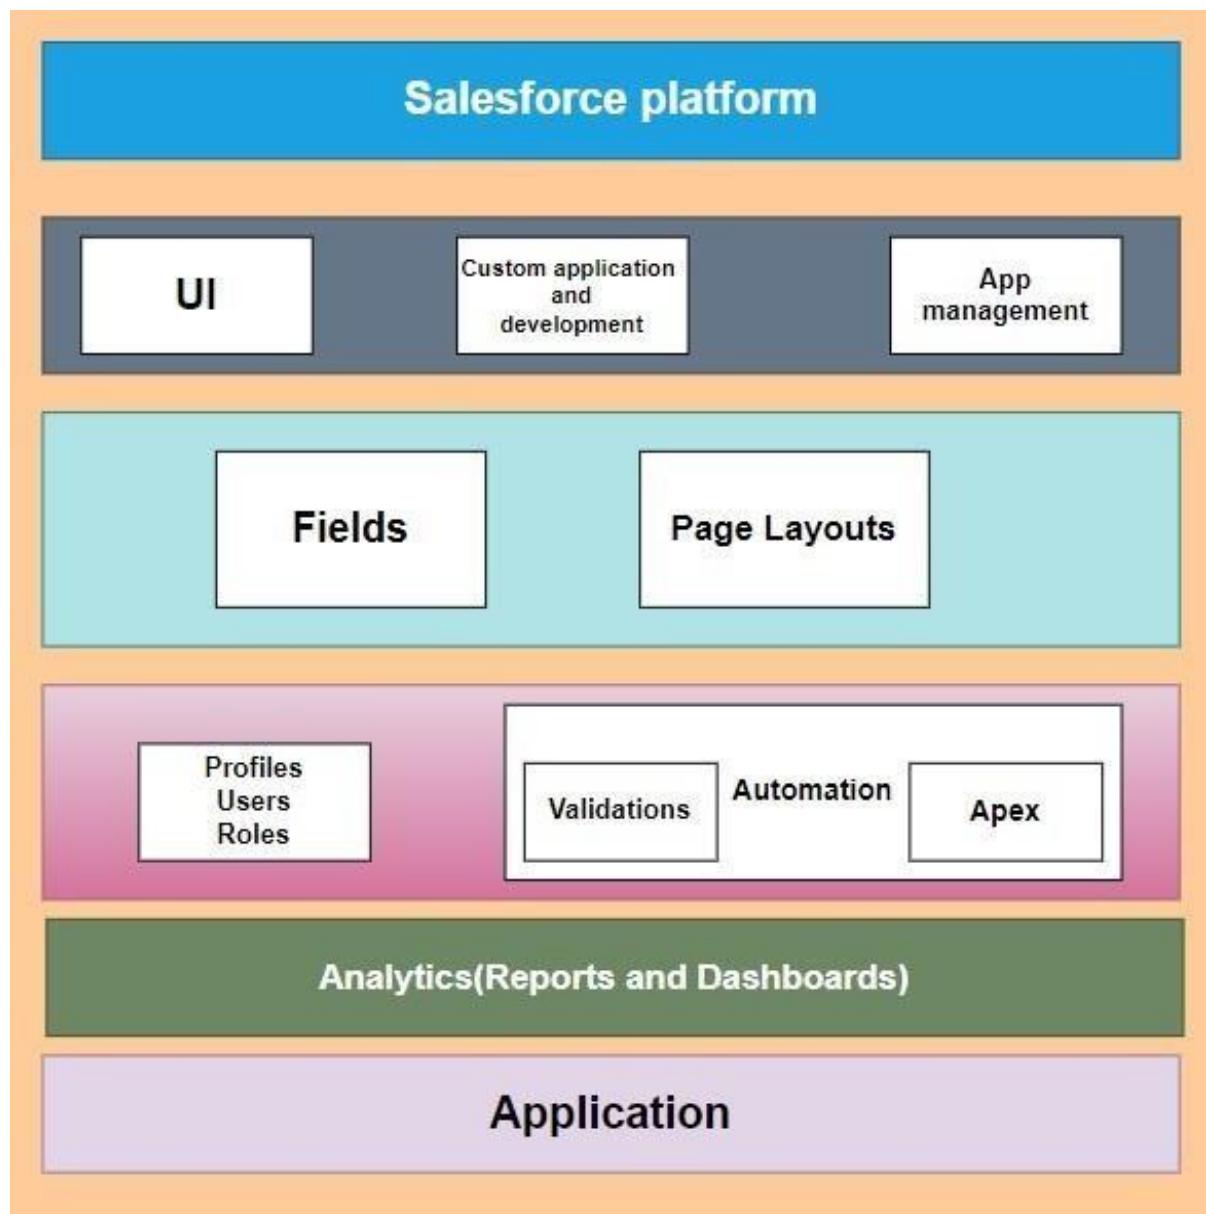 Salesforce platform
UI
Custom application
and
development
App
management
Fields
Page Layouts
Profiles
Users
Roles
Validations
Automation
Apex
Analytics(Reports and Dashboards)
Application